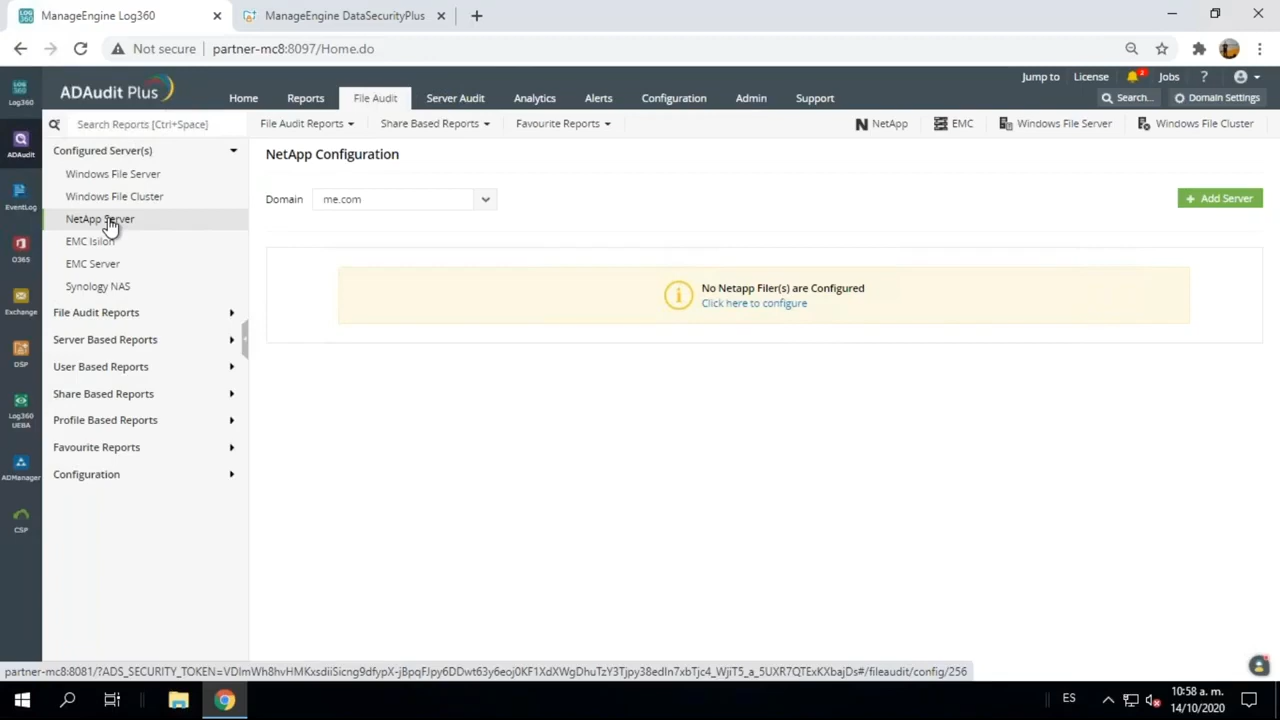 ManageEngine Log360
ManageEngine DataSecurityPlus
Not secure
partner-mc8:8097/Home.do
LOG 360
Log360
ADAudit
EventLog
O365
Exchange
DSP
Log360 UEBA
ADManager
CSP
ADAudit Plus
Jump to
License
2
Jobs
?
Home
Reports
File Audit
Server Audit
Analytics
Alerts
Configuration
Admin
Support
Search...
Domain Settings
Search Reports [Ctrl+Space]
File Audit Reports
Share Based Reports
Favourite Reports
NetApp
EMC
Windows File Server
Windows File Cluster
Configured Server(s)
Windows File Server
Windows File Cluster
NetApp Server
EMC Isilon
EMC Server
Synology NAS
File Audit Reports
Server Based Reports
User Based Reports
Share Based Reports
Profile Based Reports
Favourite Reports
Configuration
NetApp Configuration
Domain
me.com
+ Add Server
No Netapp Filer(s) are Configured
Click here to configure
ES
10:58 a. m.
14/10/2020